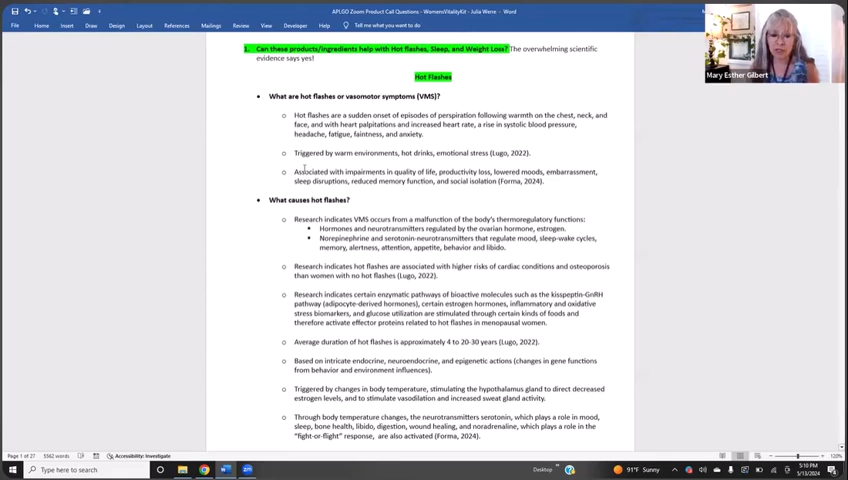 APLGO Zoom Product Call Questions - WomensVitalityKit - Julia Werre - Word
File Home Insert Draw Design Layout References Mailings Review View Developer Help Tell me what you want to do
Mary Esther Gilbert
1. Can these products/ingredients help with Hot flashes, Sleep, and Weight Loss? The overwhelming scientific
evidence says yes!
Hot Flashes
• What are hot flashes or vasomotor symptoms (VMS)?
o Hot flashes are a sudden onset of episodes of perspiration following warmth on the chest, neck, and
face, and with heart palpitations and increased heart rate, a rise in systolic blood pressure,
headache, fatigue, faintness, and anxiety.
o Triggered by warm environments, hot drinks, emotional stress (Lugo, 2022).
o Associated with impairments in quality of life, productivity loss, lowered moods, embarrassment,
sleep disruptions, reduced memory function, and social isolation (Forma, 2024).
• What causes hot flashes?
o Research indicates VMS occurs from a malfunction of the body's thermoregulatory functions:
• Hormones and neurotransmitters regulated by the ovarian hormone, estrogen.
• Norepinephrine and serotonin-neurotransmitters that regulate mood, sleep-wake cycles,
memory, alertness, attention, appetite, behavior and libido.
o Research indicates hot flashes are associated with higher risks of cardiac conditions and osteoporosis
than women with no hot flashes (Lugo, 2022).
o Research indicates certain enzymatic pathways of bioactive molecules such as the kisspeptin-GnRH
pathway (adipocyte-derived hormones), certain estrogen hormones, inflammatory and oxidative
stress biomarkers, and glucose utilization are stimulated through certain kinds of foods and
therefore activate effector proteins related to hot flashes in menopausal women.
o Average duration of hot flashes is approximately 4 to 20-30 years (Lugo, 2022).
o Based on intricate endocrine, neuroendocrine, and epigenetic actions (changes in gene functions
from behavior and environment influences).
o Triggered by changes in body temperature, stimulating the hypothalamus gland to direct decreased
estrogen levels, and to stimulate vasodilation and increased sweat gland activity.
o Through body temperature changes, the neurotransmitters serotonin, which plays a role in mood,
sleep, bone health, libido, digestion, wound healing, and noradrenaline, which plays a role in the
"fight-or-flight" response, are also activated (Forma, 2024).
Page 1 of 27 5562 words Accessibility: Investigate 120%
Type here to search Desktop 91°F Sunny 5:10 PM
5/13/2024